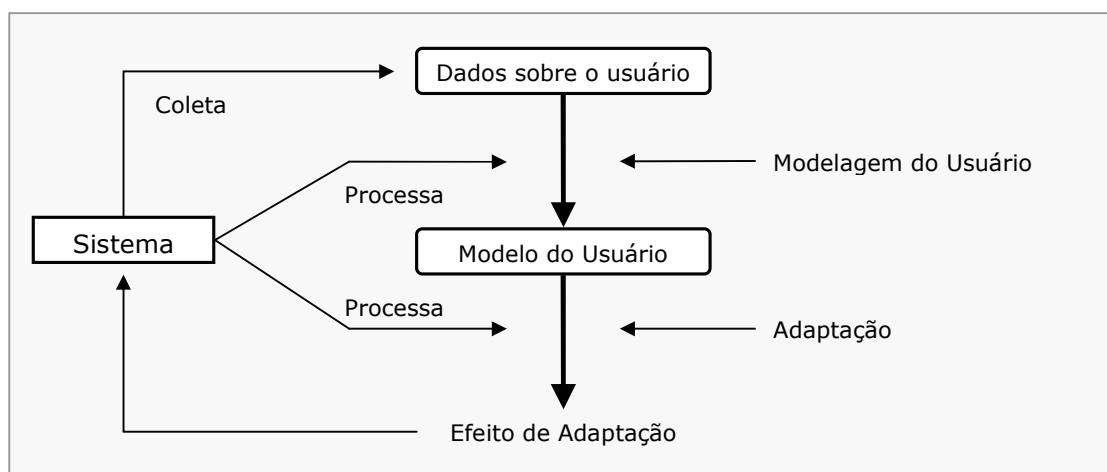 Dados sobre o usuário
Coleta
Modelagem do Usuário
Processa
Sistema
Modelo do Usuário
Processa
Adaptação
Efeito de Adaptação